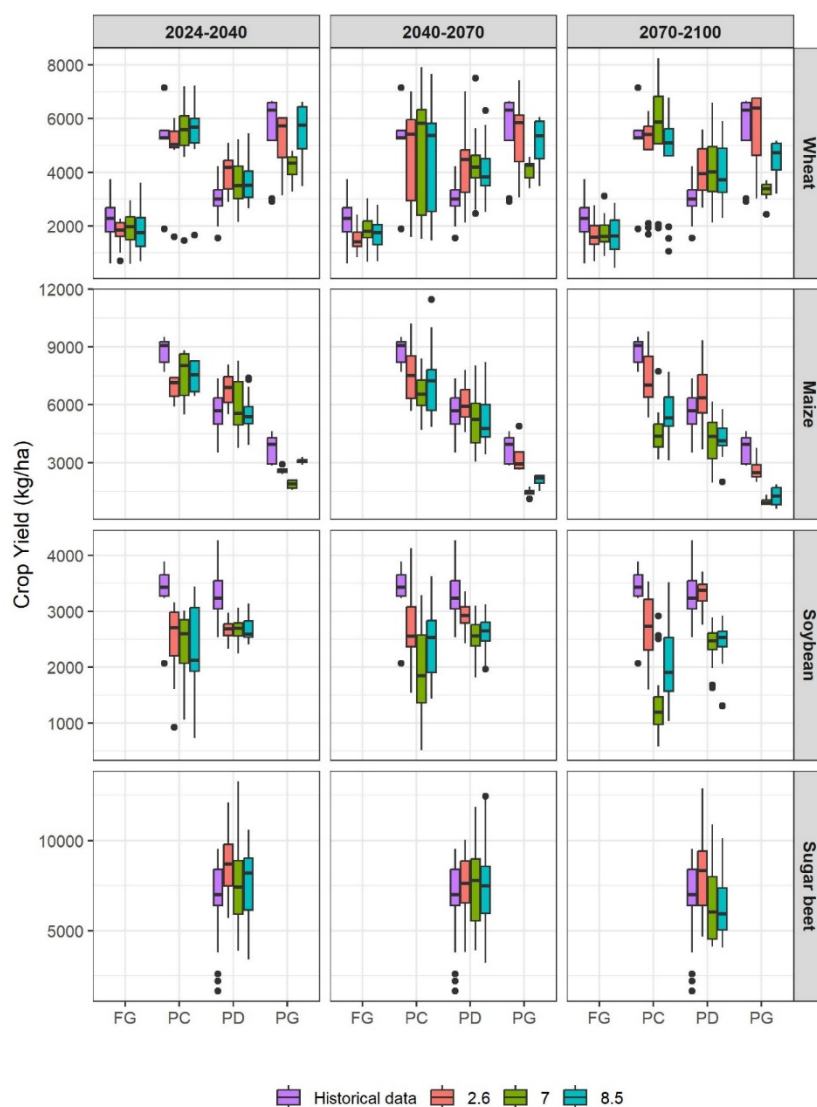 2024-2040 2040-2070 2070-2100
Crop Yield (kg/ha)
8000
6000
4000
2000
Wheat
12000
9000
6000
3000
Maize
4000
3000
2000
1000
Soybean
10000
5000
Sugar beet
FG PC PD PG FG PC PD PG FG PC PD PG
Historical data 2.6 7 8.5